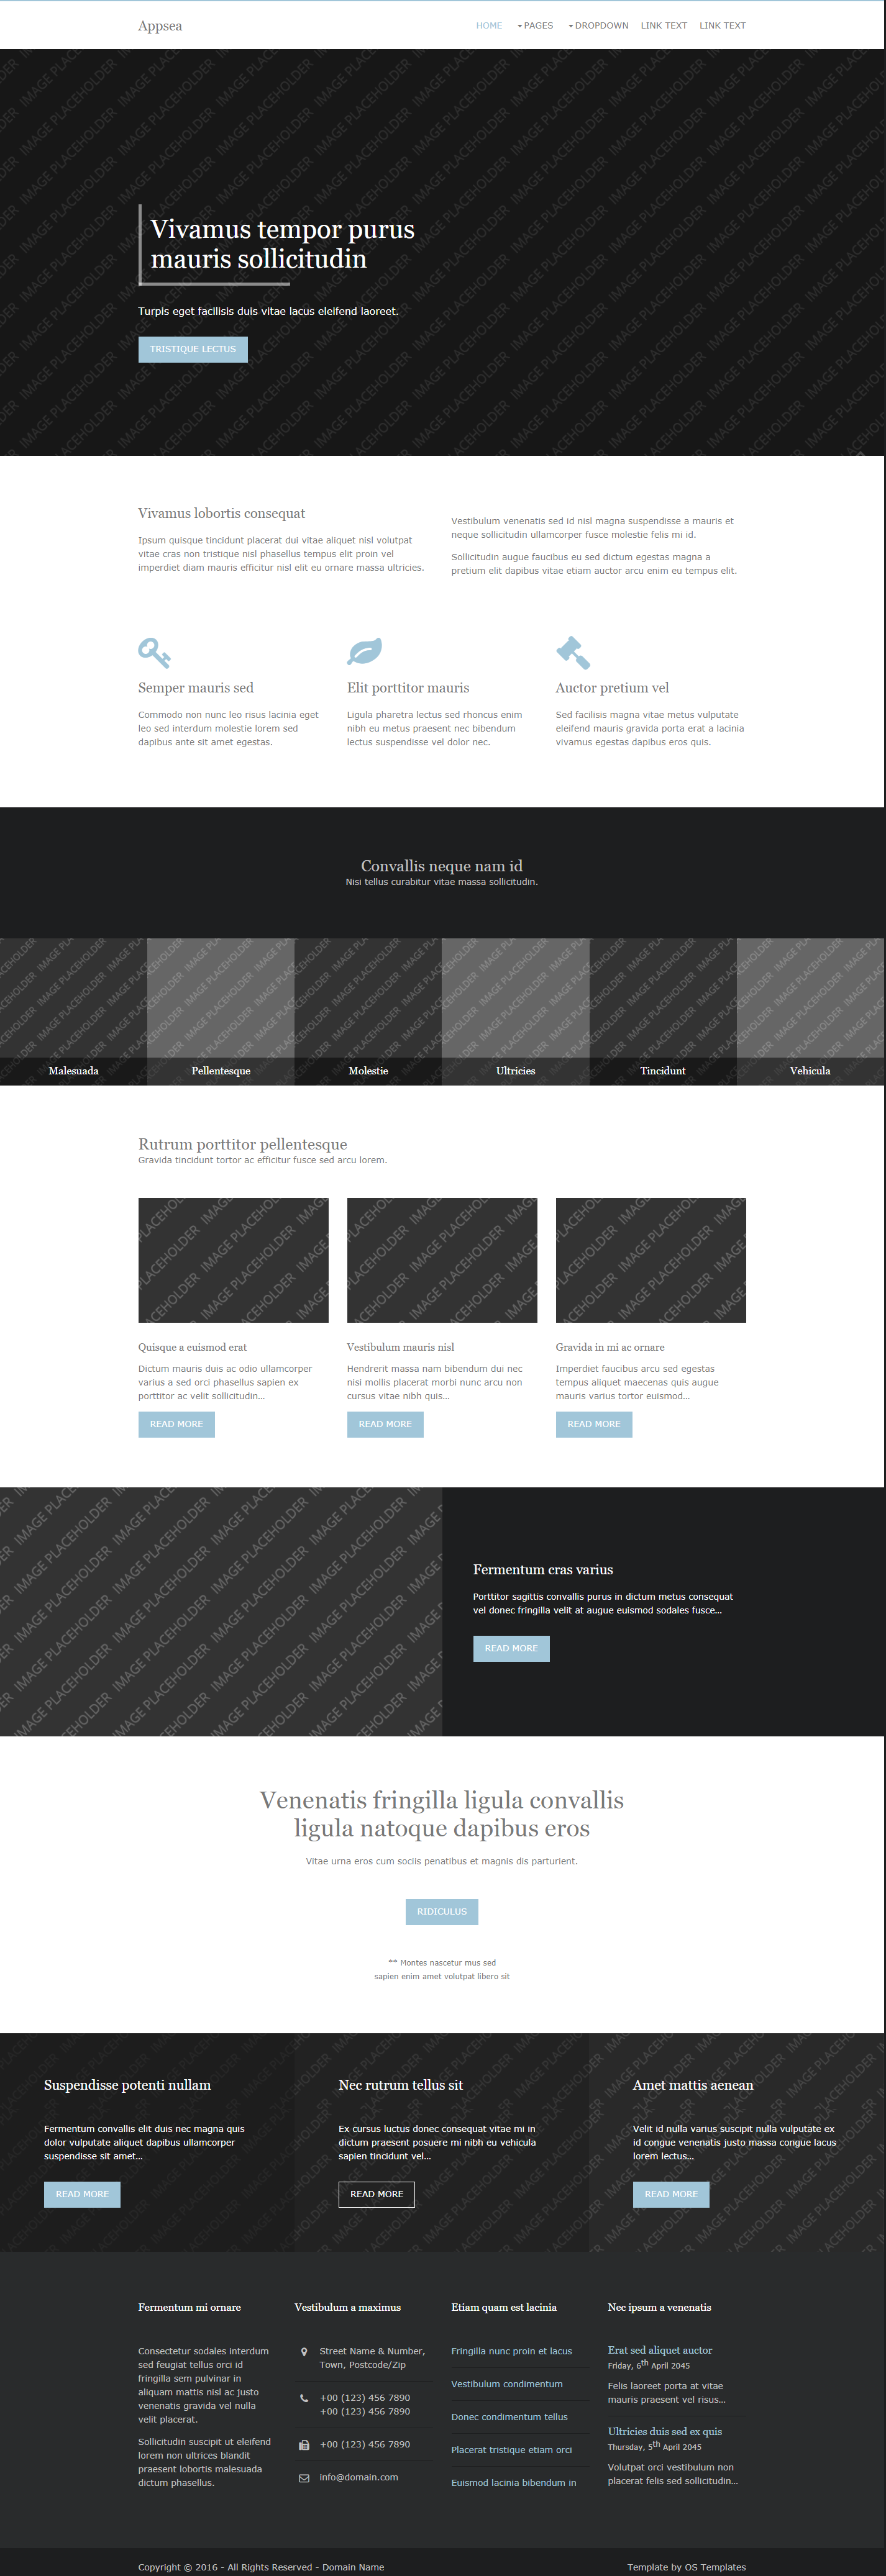 Appsea
HOME PAGES DROPDOWN LINK TEXT LINK TEXT
IMAGE PLACEHOLDER
Vivamus tempor purus
mauris sollicitudin
Turpis eget facilisis duis vitae lacus eleifend laoreet.
TRISTIQUE LECTUS
Vivamus lobortis consequat
Ipsum quisque tincidunt placerat dui vitae aliquet nisl volutpat
vitae cras non tristique nisl phasellus tempus elit proin vel
imperdiet diam mauris efficitur nisl elit eu ornare massa ultricies.
Vestibulum venenatis sed id nisl magna suspendisse a mauris et
neque sollicitudin ullamcorper fusce molestie felis mi id.
Sollicitudin augue faucibus eu sed dictum egestas magna a
pretium elit dapibus vitae etiam auctor arcu enim eu tempus elit.
Semper mauris sed
Commodo non nunc leo risus lacinia eget
leo sed interdum molestie lorem sed
dapibus ante sit amet egestas.
Elit porttitor mauris
Ligula pharetra lectus sed rhoncus enim
nibh eu metus praesent nec bibendum
lectus suspendisse vel dolor nec.
Auctor pretium vel
Sed facilisis magna vitae metus vulputate
eleifend mauris gravida porta erat a lacinia
vivamus egestas dapibus eros quis.
Convallis neque nam id
Nisi tellus curabitur vitae massa sollicitudin.
IMAGE PLACEHOLDER
Malesuada
Pellentesque
Molestie
Ultricies
Tincidunt
Vehicula
Rutrum porttitor pellentesque
Gravida tincidunt tortor ac efficitur fusce sed arcu lorem.
IMAGE PLACEHOLDER
Quisque a euismod erat
Dictum mauris duis ac odio ullamcorper
varius a sed orci phasellus sapien ex
porttitor ac velit sollicitudin…
READ MORE
IMAGE PLACEHOLDER
Vestibulum mauris nisl
Hendrerit massa nam bibendum dui nec
nisi mollis placerat morbi nunc arcu non
cursus vitae nibh quis…
READ MORE
IMAGE PLACEHOLDER
Gravida in mi ac ornare
Imperdiet faucibus arcu sed egestas
tempus aliquet maecenas quis augue
mauris varius tortor euismod…
READ MORE
IMAGE PLACEHOLDER
Fermentum cras varius
Porttitor sagittis convallis purus in dictum metus consequat
vel donec fringilla velit at augue euismod sodales fusce…
READ MORE
Venenatis fringilla ligula convallis
ligula natoque dapibus eros
Vitae urna eros cum sociis penatibus et magnis dis parturient.
RIDICULUS
** Montes nascetur mus sed
sapien enim amet volutpat libero sit
IMAGE PLACEHOLDER
Suspendisse potenti nullam
Fermentum convallis elit duis nec magna quis
dolor vulputate aliquet dapibus ullamcorper
suspendisse sit amet…
READ MORE
Nec rutrum tellus sit
Ex cursus luctus donec consequat vitae mi in
dictum praesent posuere mi nibh eu vehicula
sapien tincidunt vel…
READ MORE
Amet mattis aenean
Velit id nulla varius suscipit nulla vulputate ex
id congue venenatis justo massa congue lacus
lorem lectus…
READ MORE
Fermentum mi ornare
Consectetur sodales interdum
sed feugiat tellus orci id
fringilla sem pulvinar in
aliquam mattis nisl ac justo
venenatis gravida vel nulla
velit placerat.
Sollicitudin suscipit ut eleifend
lorem non ultrices blandit
praesent lobortis malesuada
dictum phasellus.
Vestibulum a maximus
Street Name & Number,
Town, Postcode/Zip
+00 (123) 456 7890
+00 (123) 456 7890
+00 (123) 456 7890
info@domain.com
Etiam quam est lacinia
Fringilla nunc proin et lacus
Vestibulum condimentum
Donec condimentum tellus
Placerat tristique etiam orci
Euismod lacinia bibendum in
Nec ipsum a venenatis
Erat sed aliquet auctor
Friday, 6th April 2045
Felis laoreet porta at vitae
mauris praesent vel risus…
Ultricies duis sed ex quis
Thursday, 5th April 2045
Volutpat orci vestibulum non
placerat felis sed sollicitudin…
Copyright © 2016 - All Rights Reserved - Domain Name
Template by OS Templates